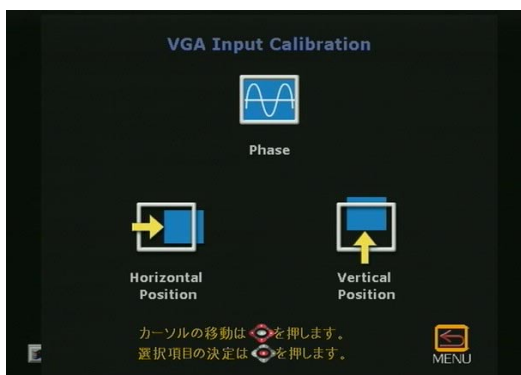 VGA Input Calibration
Phase
Horizontal
Position
Vertical
Position
カーソルの移動は を押します。
選択項目の決定は を押します。
MENU